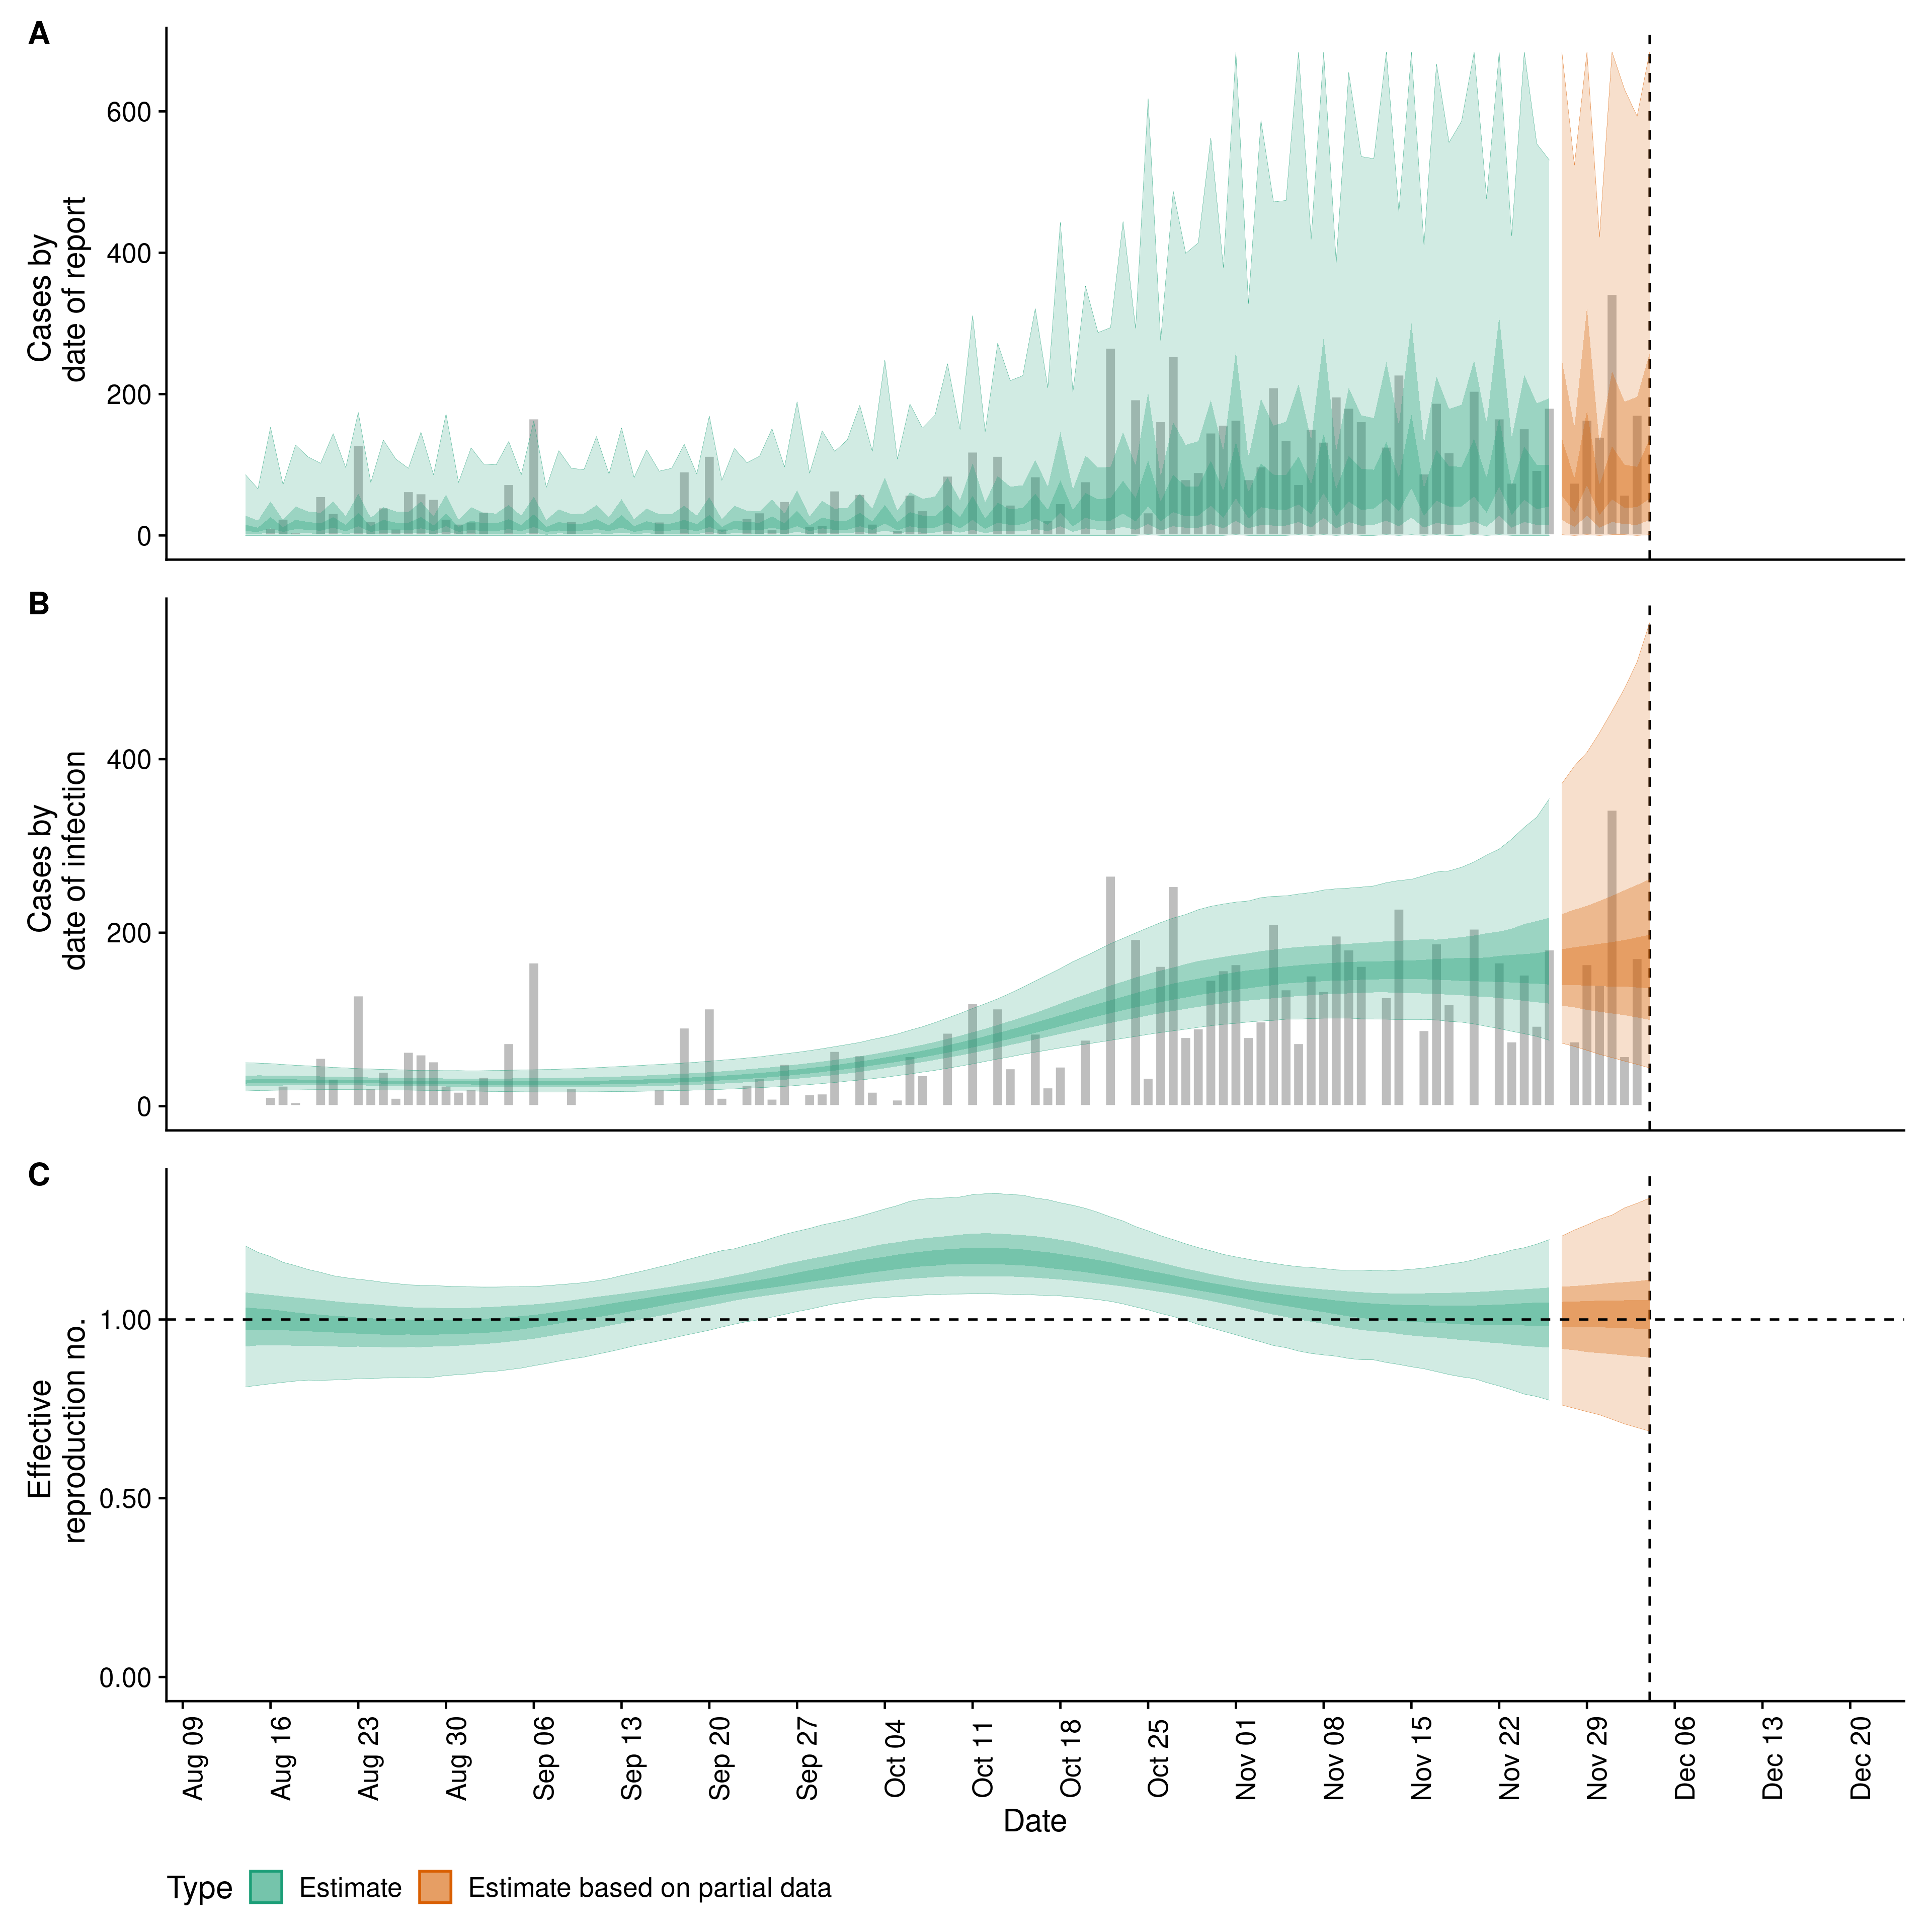 A
Cases by
date of report
600
400
200
0
B
Cases by
date of infection
400
200
0
C
Effective
reproduction no.
1.00
0.50
0.00
Aug 09
Aug 16
Aug 23
Aug 30
Sep 06
Sep 13
Sep 20
Sep 27
Oct 04
Oct 11
Oct 18
Oct 25
Nov 01
Nov 08
Nov 15
Nov 22
Nov 29
Dec 06
Dec 13
Dec 20
Date
Type Estimate Estimate based on partial data